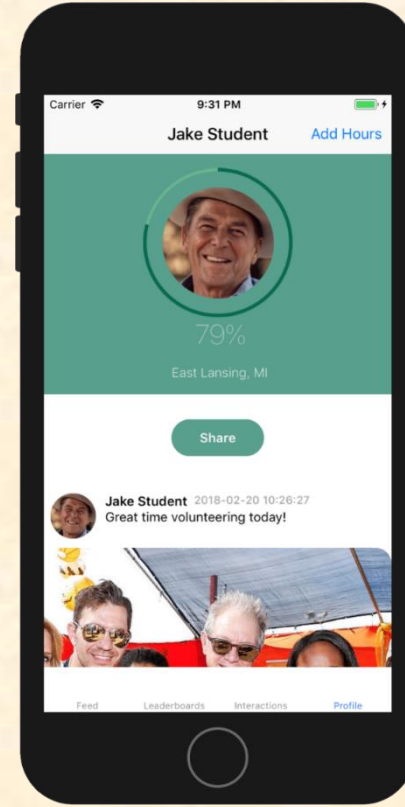 Carrier 9:31 PM
Jake Student Add Hours
79%
East Lansing, MI
Share
Jake Student 2018-02-20 10:26:27
Great time volunteering today!
Feed Leaderboards Interactions Profile